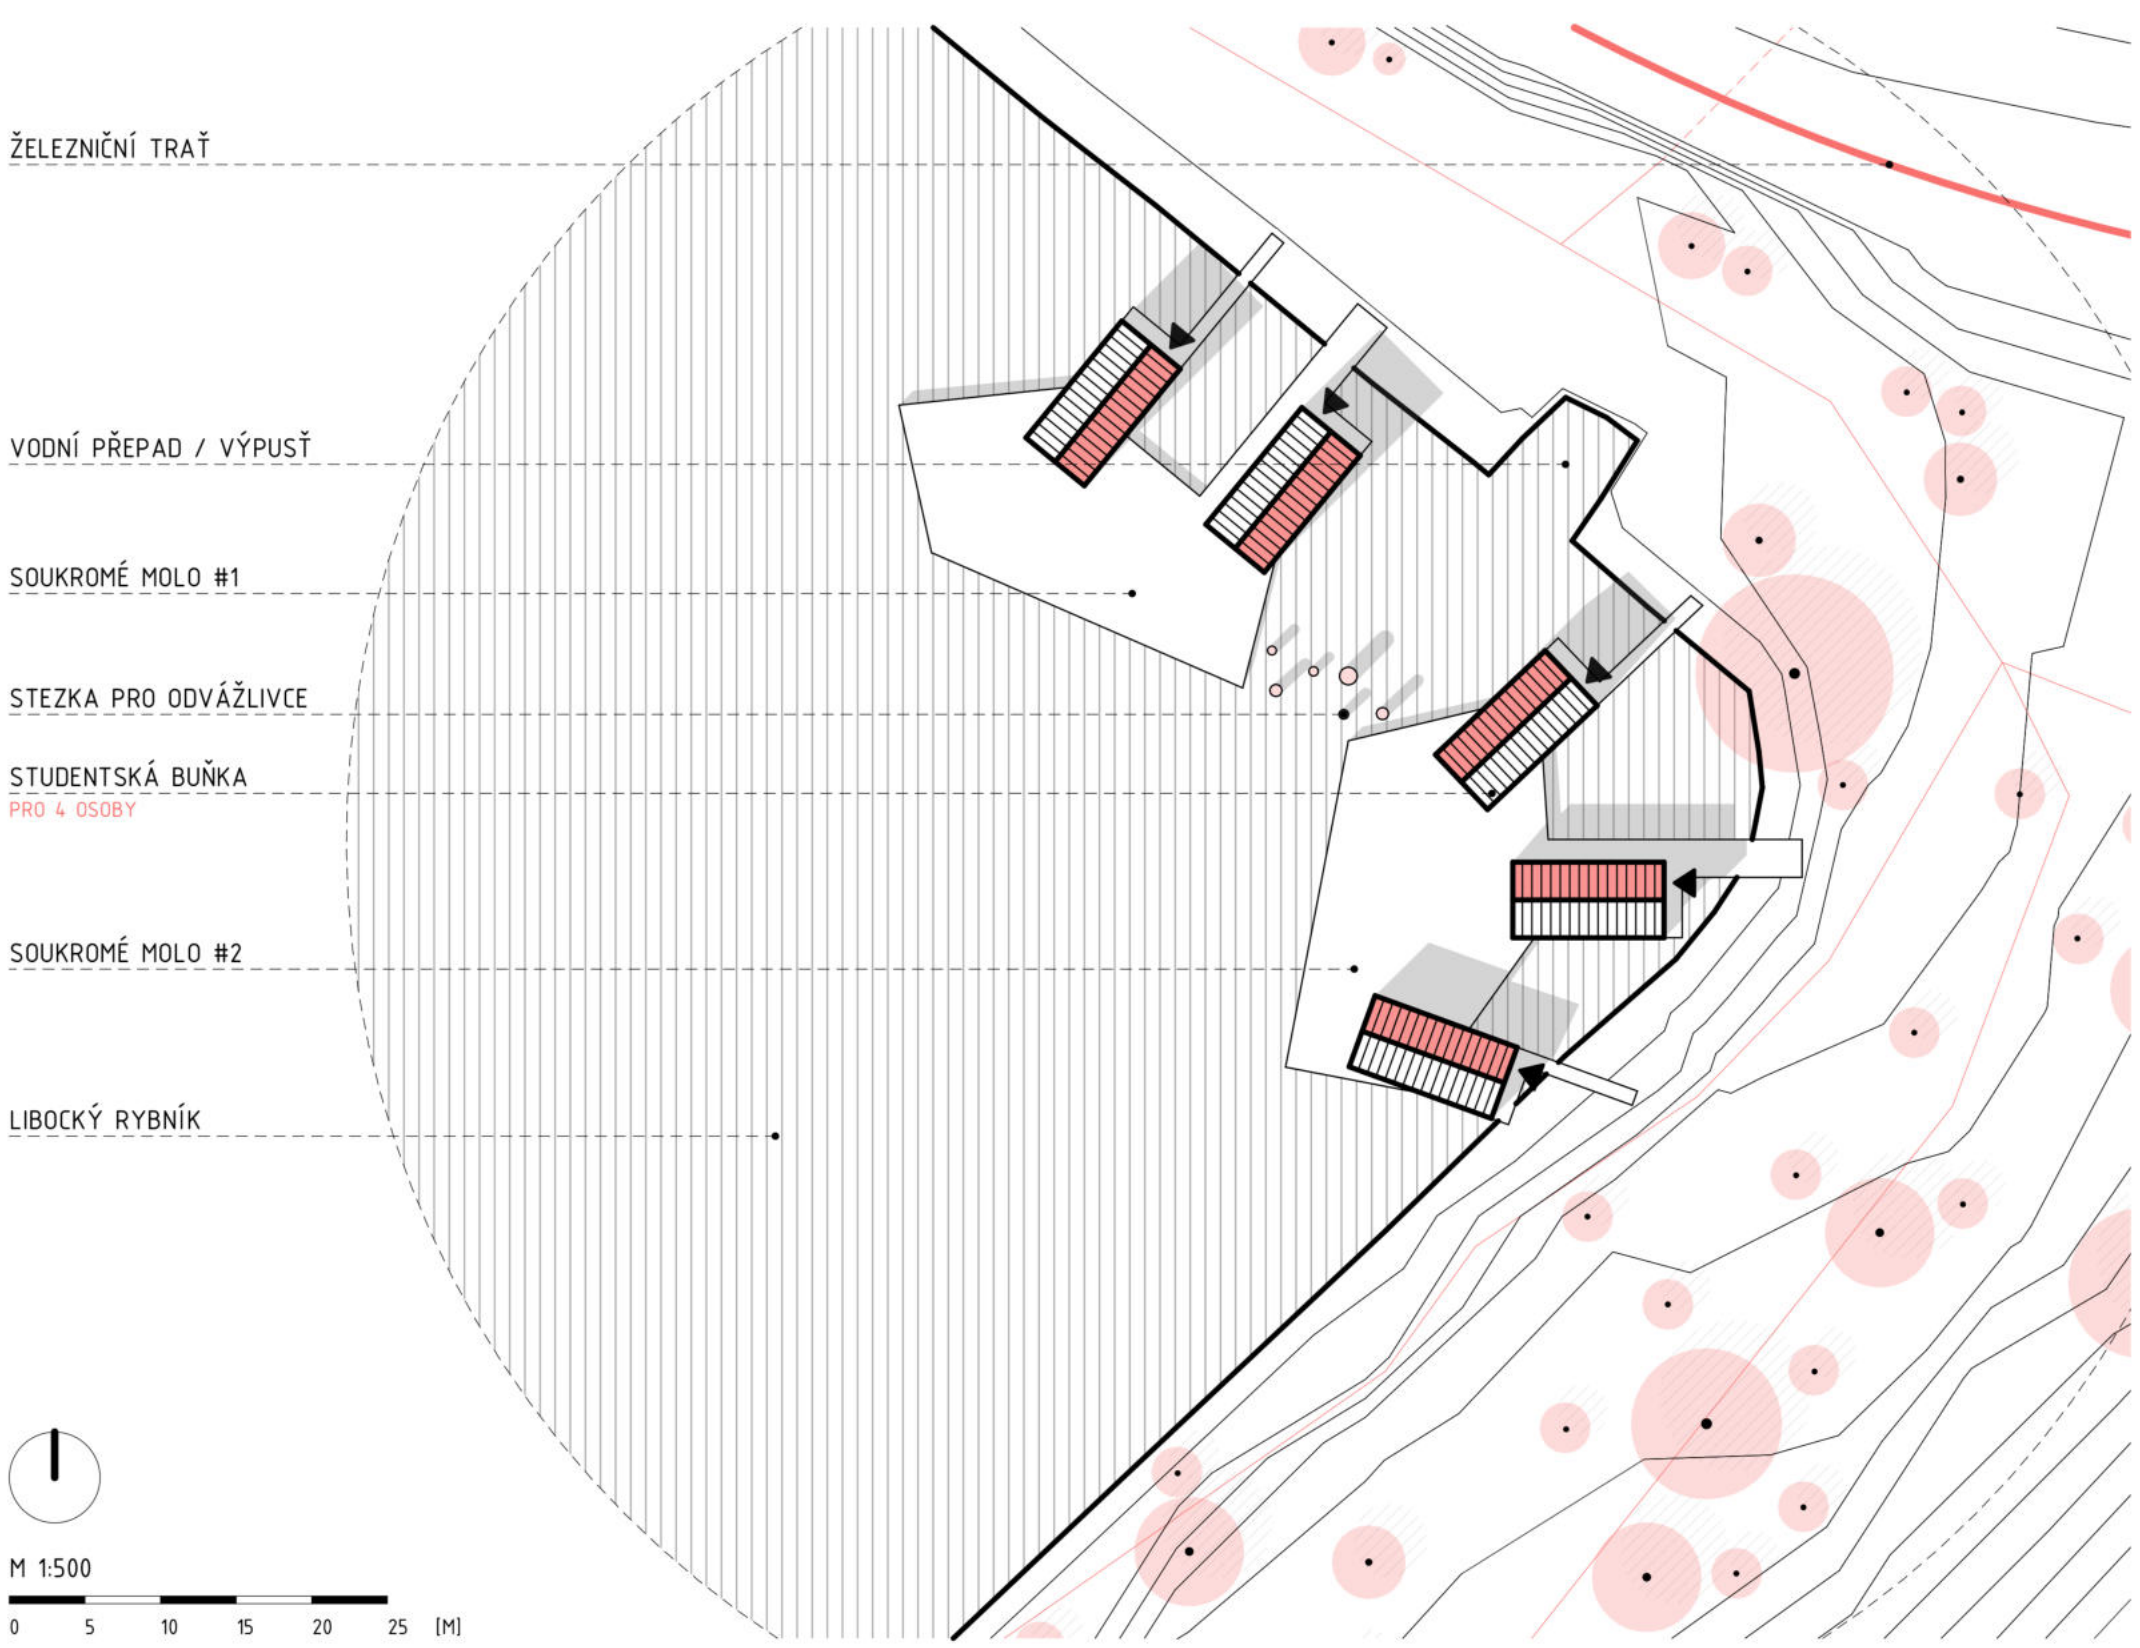 ŽELEZNIČNÍ TRAŤ
VODNÍ PŘEPAD / VÝPUSŤ
SOUKROMÉ MOLO #1
STEZKA PRO ODVÁŽLIVCE
STUDENTSKÁ BUŇKA
PRO 4 OSOBY
SOUKROMÉ MOLO #2
LIBOCKÝ RYBNÍK
M 1:500
0 5 10 15 20 25 [M]